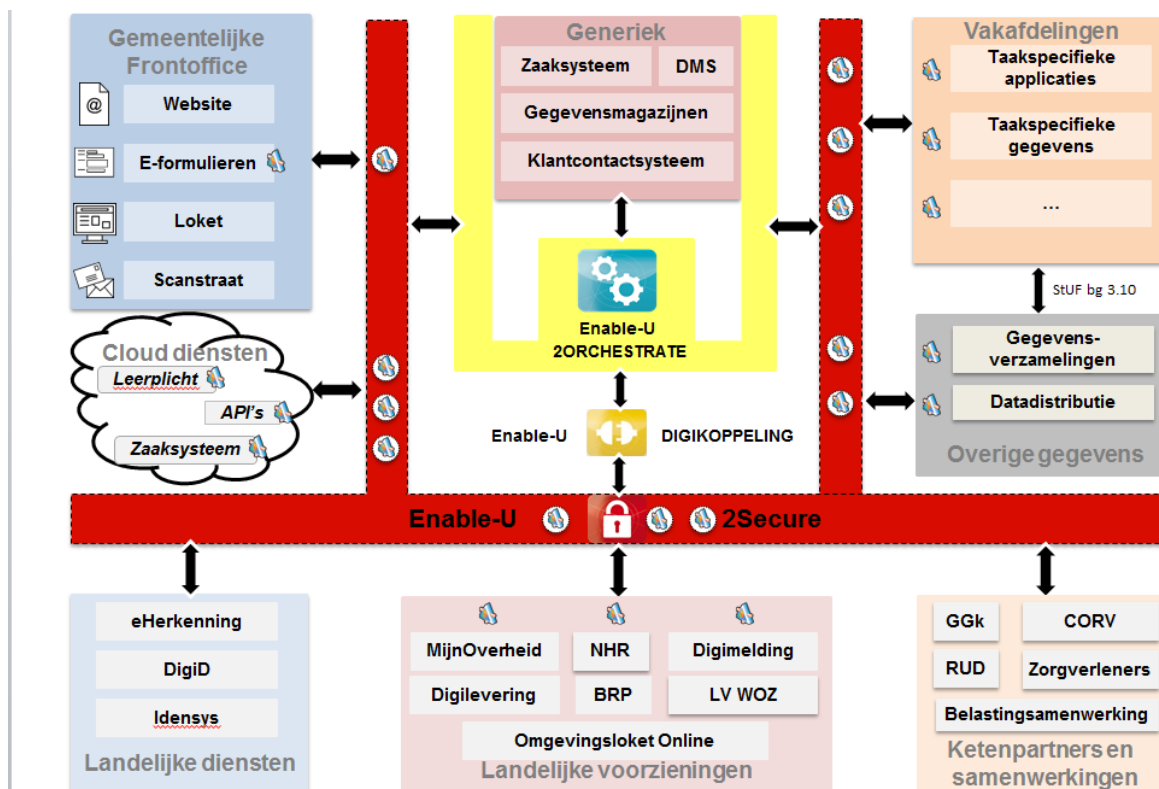 Gemeentelijke
Frontoffice
@
Website
E-formulieren
Loket
Scanstraat
Cloud diensten
Leerplicht
API's
Zaaksysteem
Generiek
Zaaksysteem
DMS
Gegevensmagazijnen
Klantcontactsysteem
Enable-U
2ORCHESTRATE
Enable-U
DIGIKOPPELING
Vakafdelingen
Taakspecifieke
applicaties
Taakspecifieke
gegevens
...
StUF bg 3.10
Gegevens-
verzamelingen
Datadistributie
Overige gegevens
Enable-U
2Secure
eHerkenning
DigiD
Idensys
Landelijke diensten
MijnOverheid
NHR
Digimelding
Digilevering
BRP
LV WOZ
Omgevingsloket Online
Landelijke voorzieningen
GGk
CORV
RUD
Zorgverleners
Belastingsamenwerking
Ketenpartners en
samenwerkingen